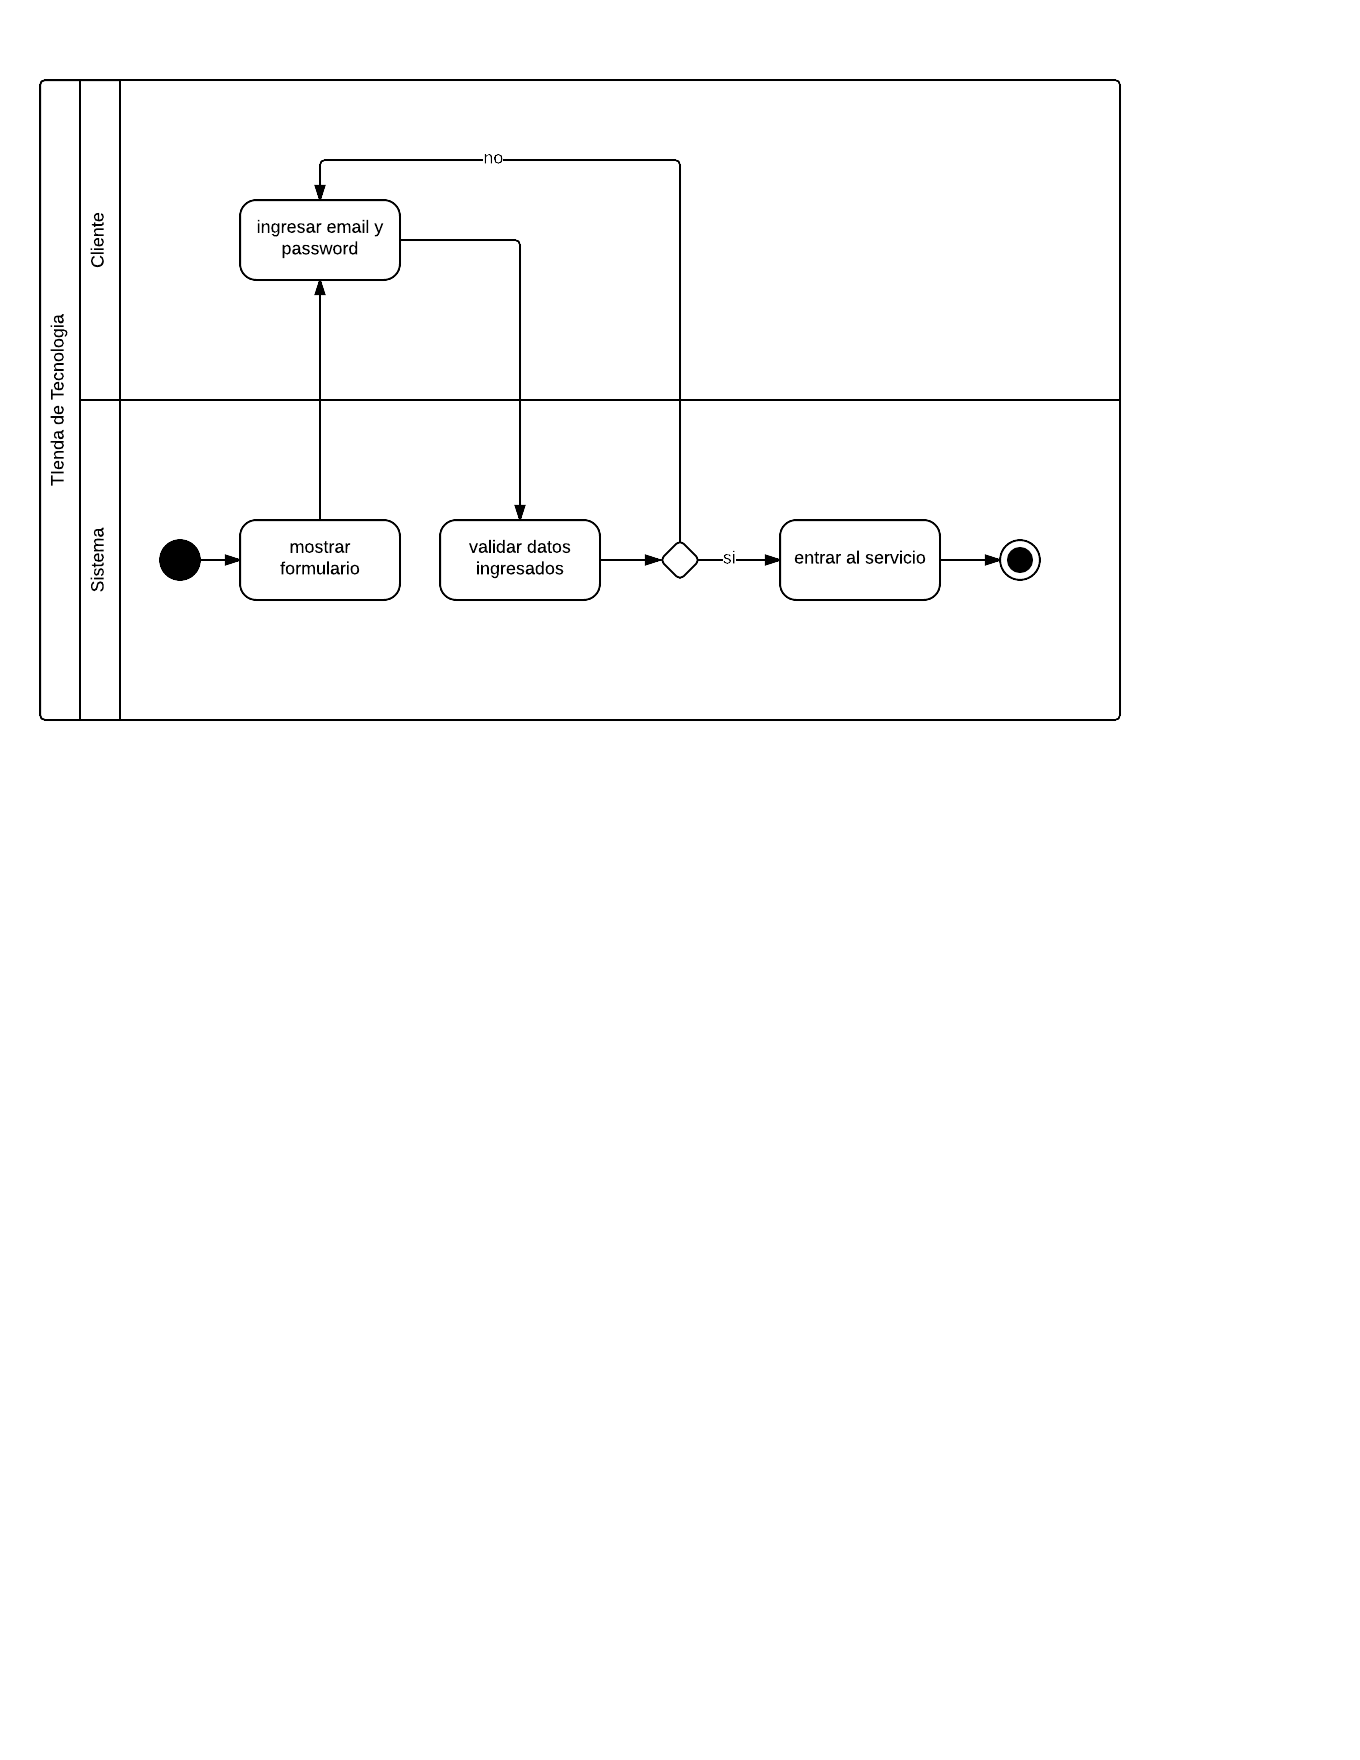 TIenda de Tecnologia
Cliente
no
ingresar email y
password
Sistema
mostrar
formulario
validar datos
ingresados
si
entrar al servicio